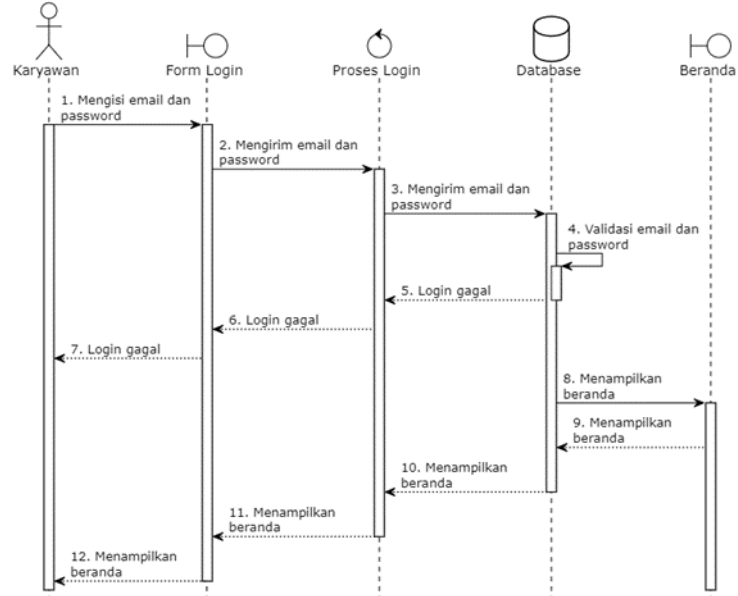 Karyawan
Form Login
Proses Login
Database
Beranda
1. Mengisi email dan
password
2. Mengirim email dan
password
3. Mengirim email dan
password
4. Validasi email dan
password
5. Login gagal
6. Login gagal
7. Login gagal
8. Menampilkan
beranda
9. Menampilkan
beranda
10. Menampilkan
beranda
11. Menampilkan
beranda
12. Menampilkan
beranda